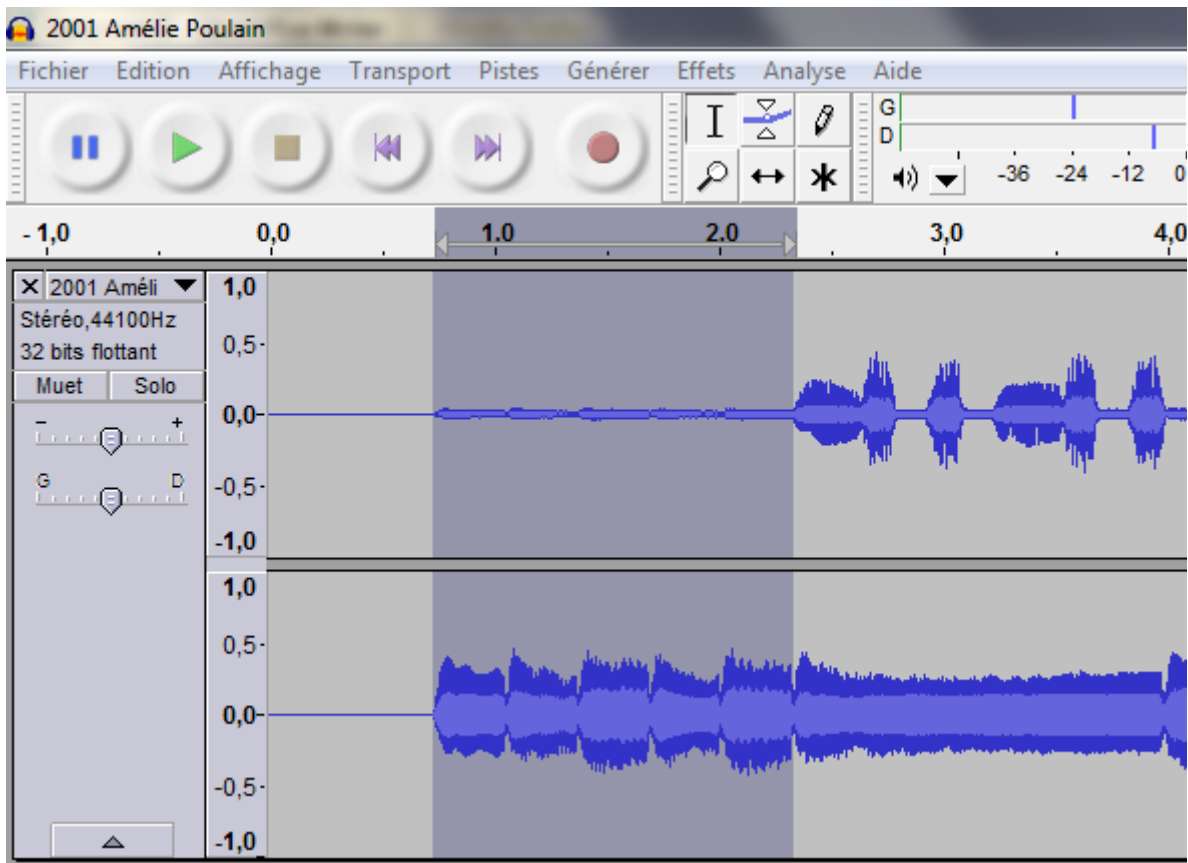 2001 Amélie Poulain
Fichier Edition Affichage Transport Pistes Générer Effets Analyse Aide
G
D
-36 -24 -12 0
- 1,0 0,0 1,0 2,0 3,0 4,0
2001 Améli
Stéréo,44100Hz
32 bits flottant
Muet Solo
- +
G D
1,0
0,5-
0,0-
-0,5-
-1,0
1,0
0,5-
0,0-
-0,5-
-1,0